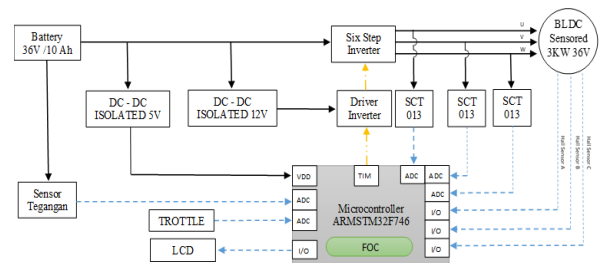 Battery
36V /10 Ah
Six Step
Inverter
U
V
W
BLDC
Sensored
3KW 36V
DC - DC
ISOLATED 5V
DC - DC
ISOLATED 12V
Driver
Inverter
SCT
013
SCT
013
SCT
013
Hall Sensor A
Hall Sensor B
Hall Sensor C
Sensor
Tegangan
TROTTLE
LCD
VDD
TIM
ADC
ADC
ADC
ADC
ADC
I/O
I/O
I/O
I/O
Microcontroller
ARMSTM32F746
FOC